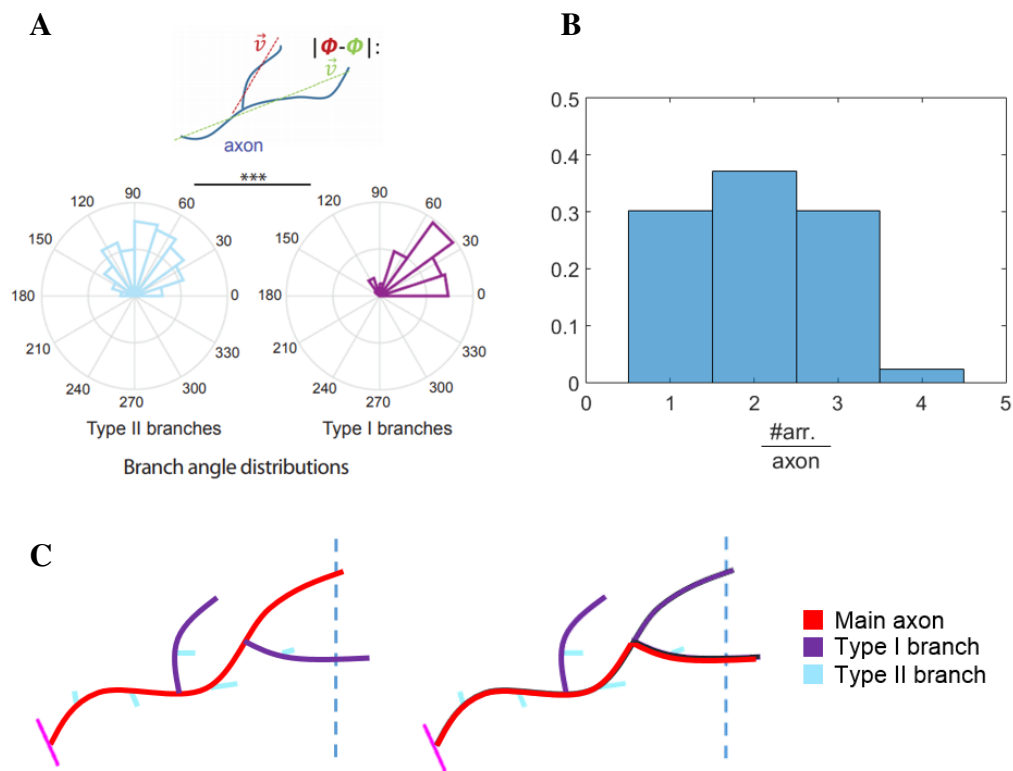 A
v⃗
|Φ-Φ|:
v⃗
axon
***
90
120
60
150
30
180
0
210
330
240
300
270
Type II branches
90
120
60
150
30
180
0
210
330
240
300
270
Type I branches
Branch angle distributions
B
0.5
0.4
0.3
0.2
0.1
0
0 1 2 3 4 5
#arr.
axon
C
Main axon
Type I branch
Type II branch